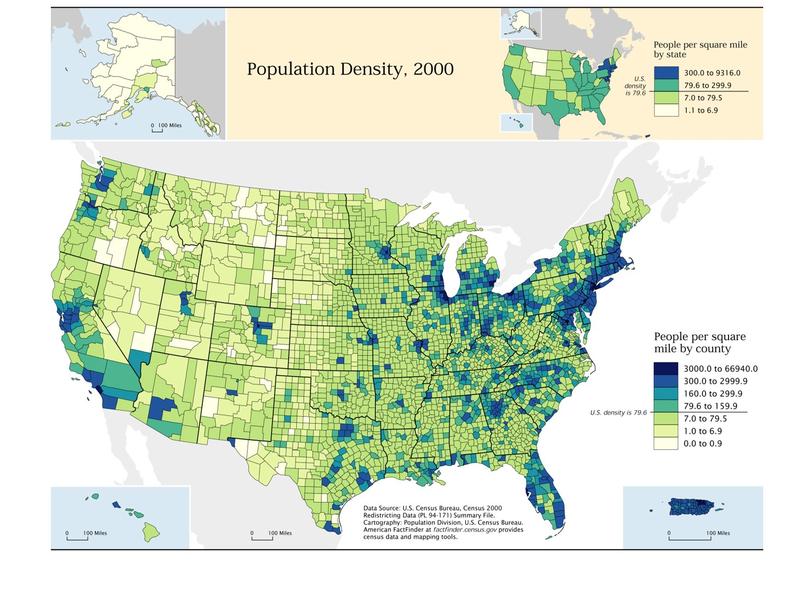 Population Density, 2000
People per square mile
by state
300.0 to 9316.0
79.6 to 299.9
7.0 to 79.5
1.1 to 6.9
U.S.
density
is 79.6
0 100 Miles
People per square
mile by county
3000.0 to 66940.0
300.0 to 2999.9
160.0 to 299.9
79.6 to 159.9
7.0 to 79.5
1.0 to 6.9
0.0 to 0.9
U.S. density is 79.6
0 100 Miles
0 100 Miles
Data Source: U.S. Census Bureau, Census 2000
Redistricting Data (PL 94-171) Summary File.
Cartography: Population Division, U.S. Census Bureau.
American FactFinder at factfinder.census.gov provides
census data and mapping tools.
0 100 Miles